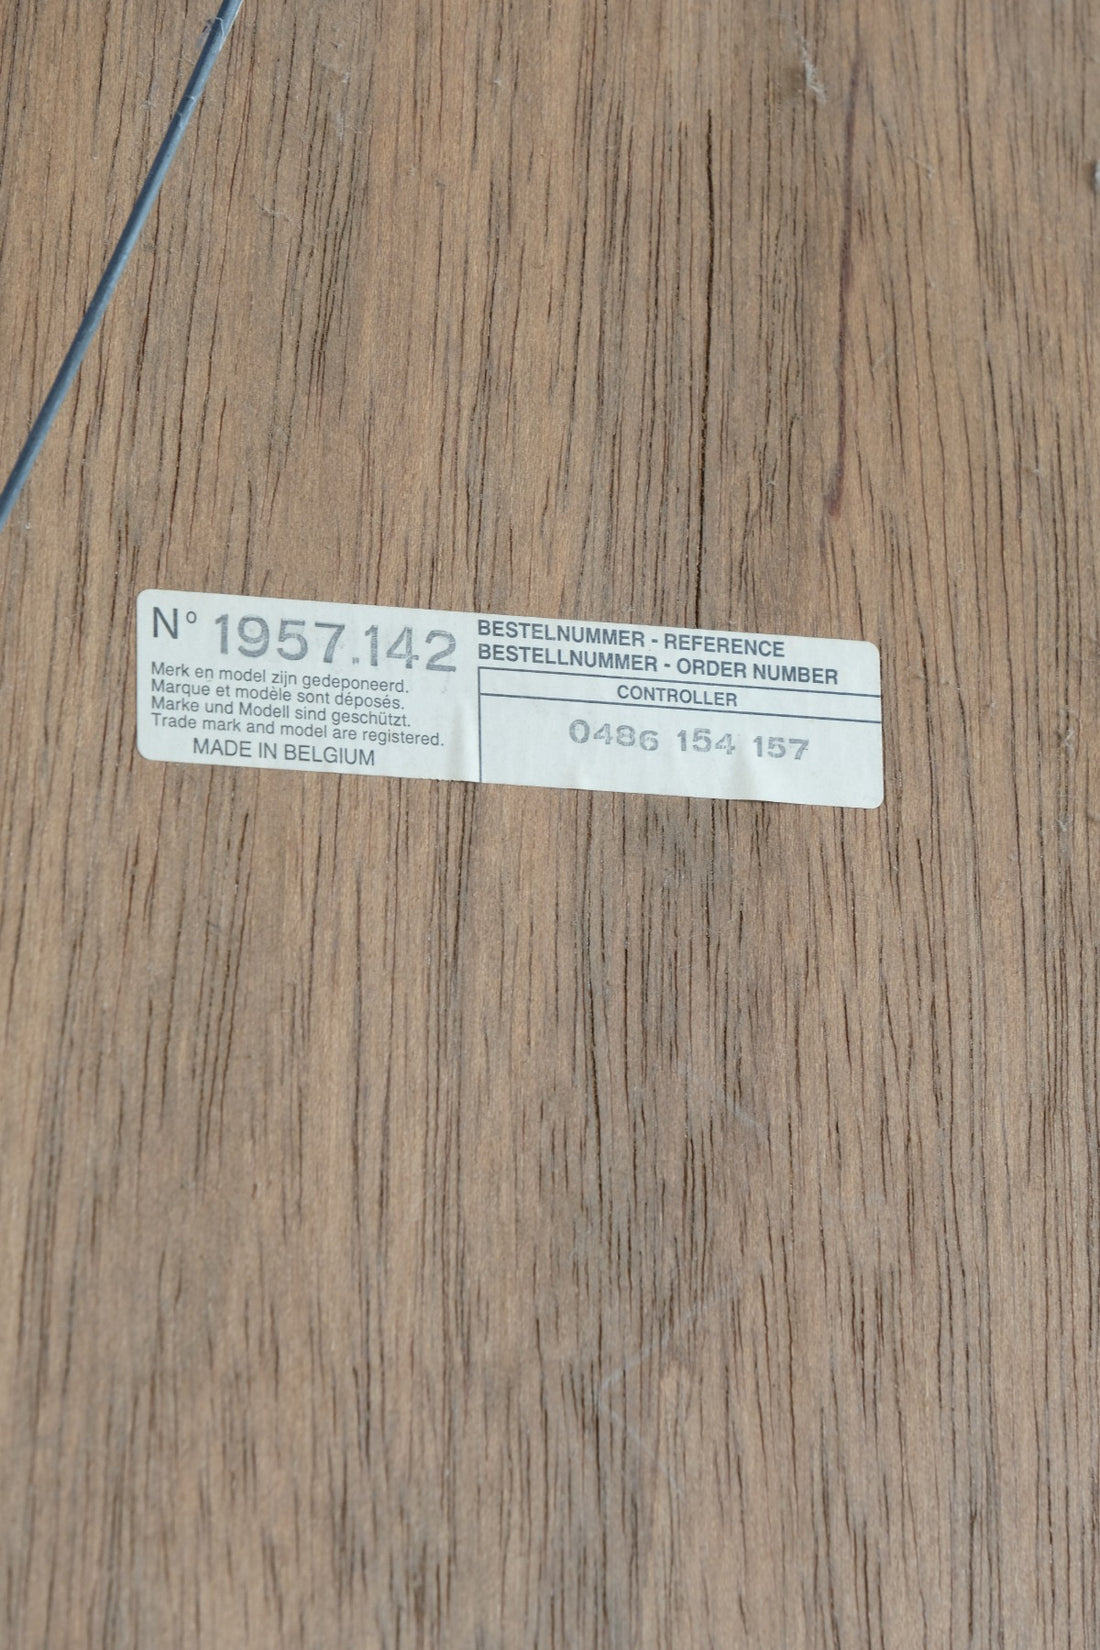 N° 1957.142
Merk en model zijn gedeponeerd.
Marque et modèle sont déposés.
Marke und Modell sind geschützt.
Trade mark and model are registered.
MADE IN BELGIUM
BESTELNUMMER - REFERENCE
BESTELLNUMMER - ORDER NUMBER
CONTROLLER
0486 154 157